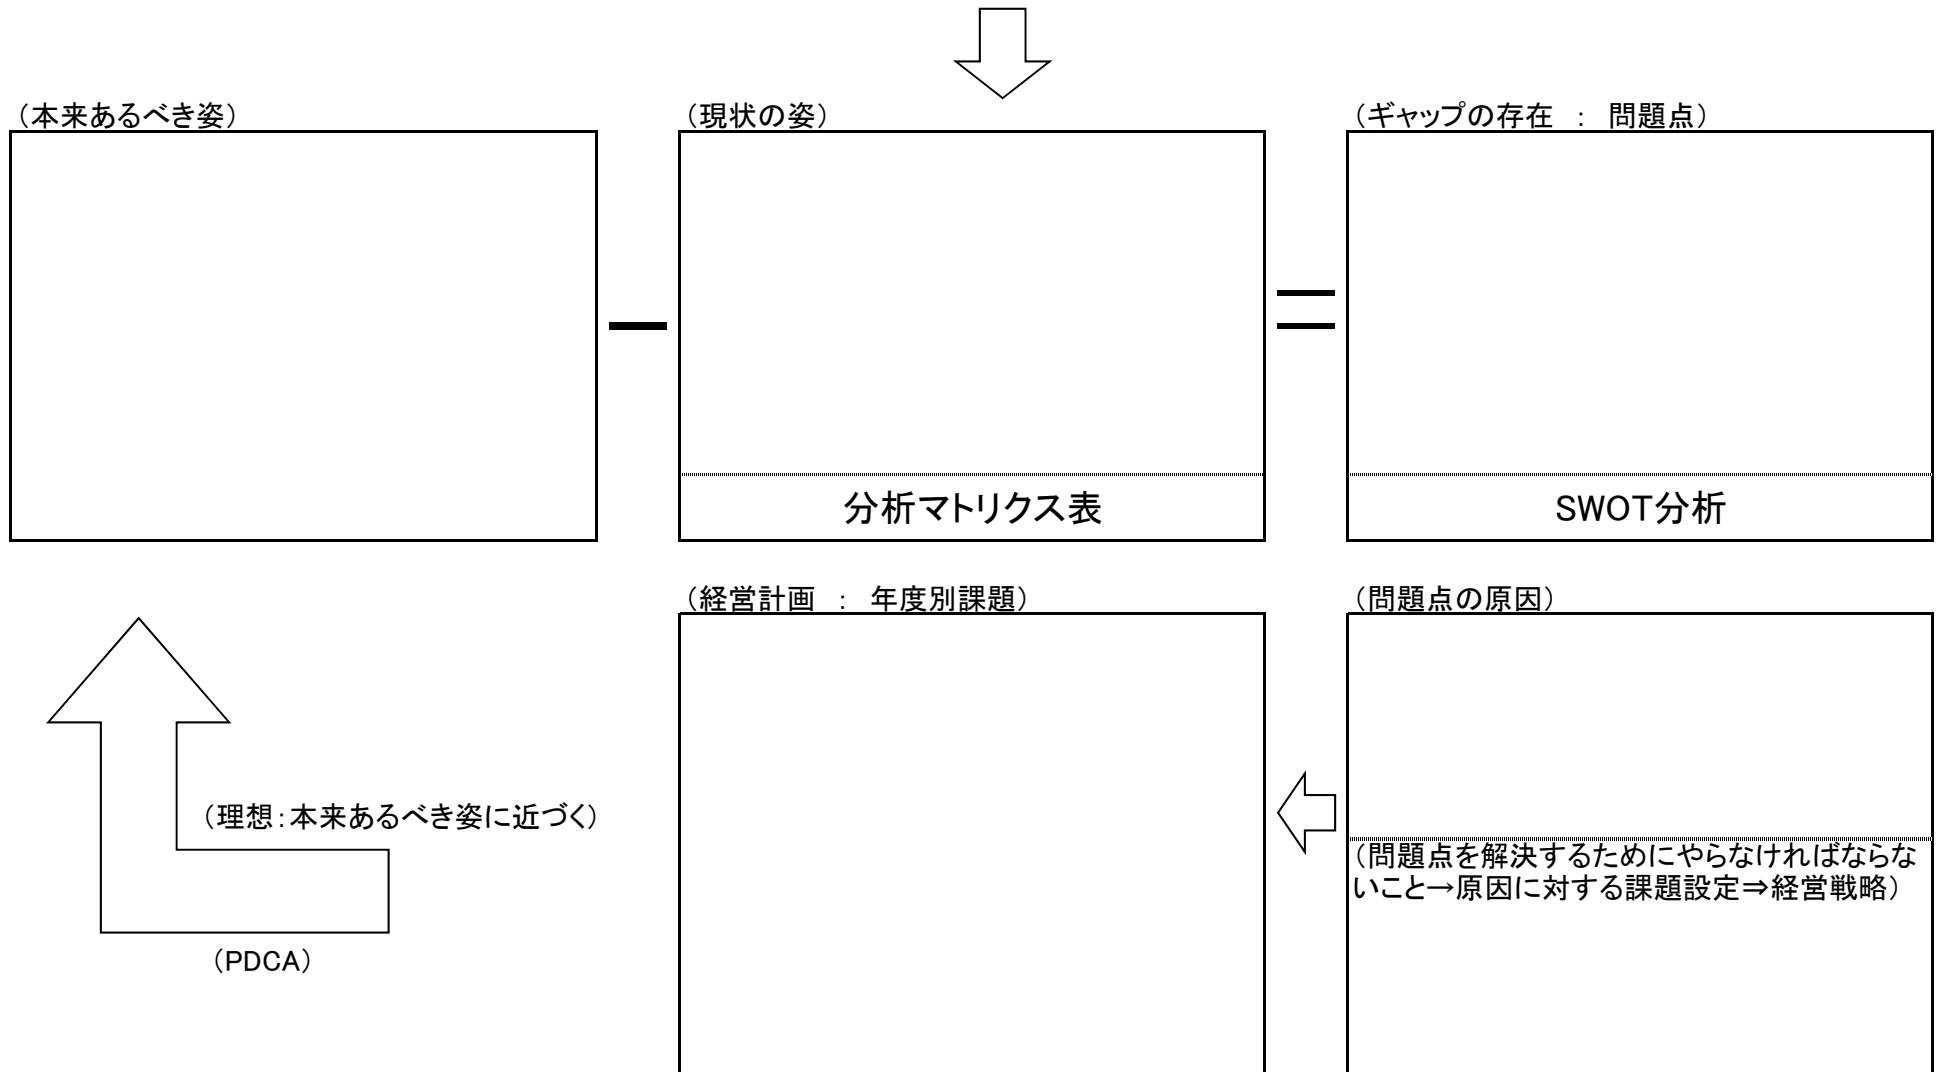 （本来あるべき姿）
（現状の姿）
（ギャップの存在　：　問題点）
分析マトリクス表
SWOT分析
（経営計画　：　年度別課題）
（問題点の原因）
（理想：本来あるべき姿に近づく）
（問題点を解決するためにやらなければならな
いこと→原因に対する課題設定⇒経営戦略）
（PDCA）